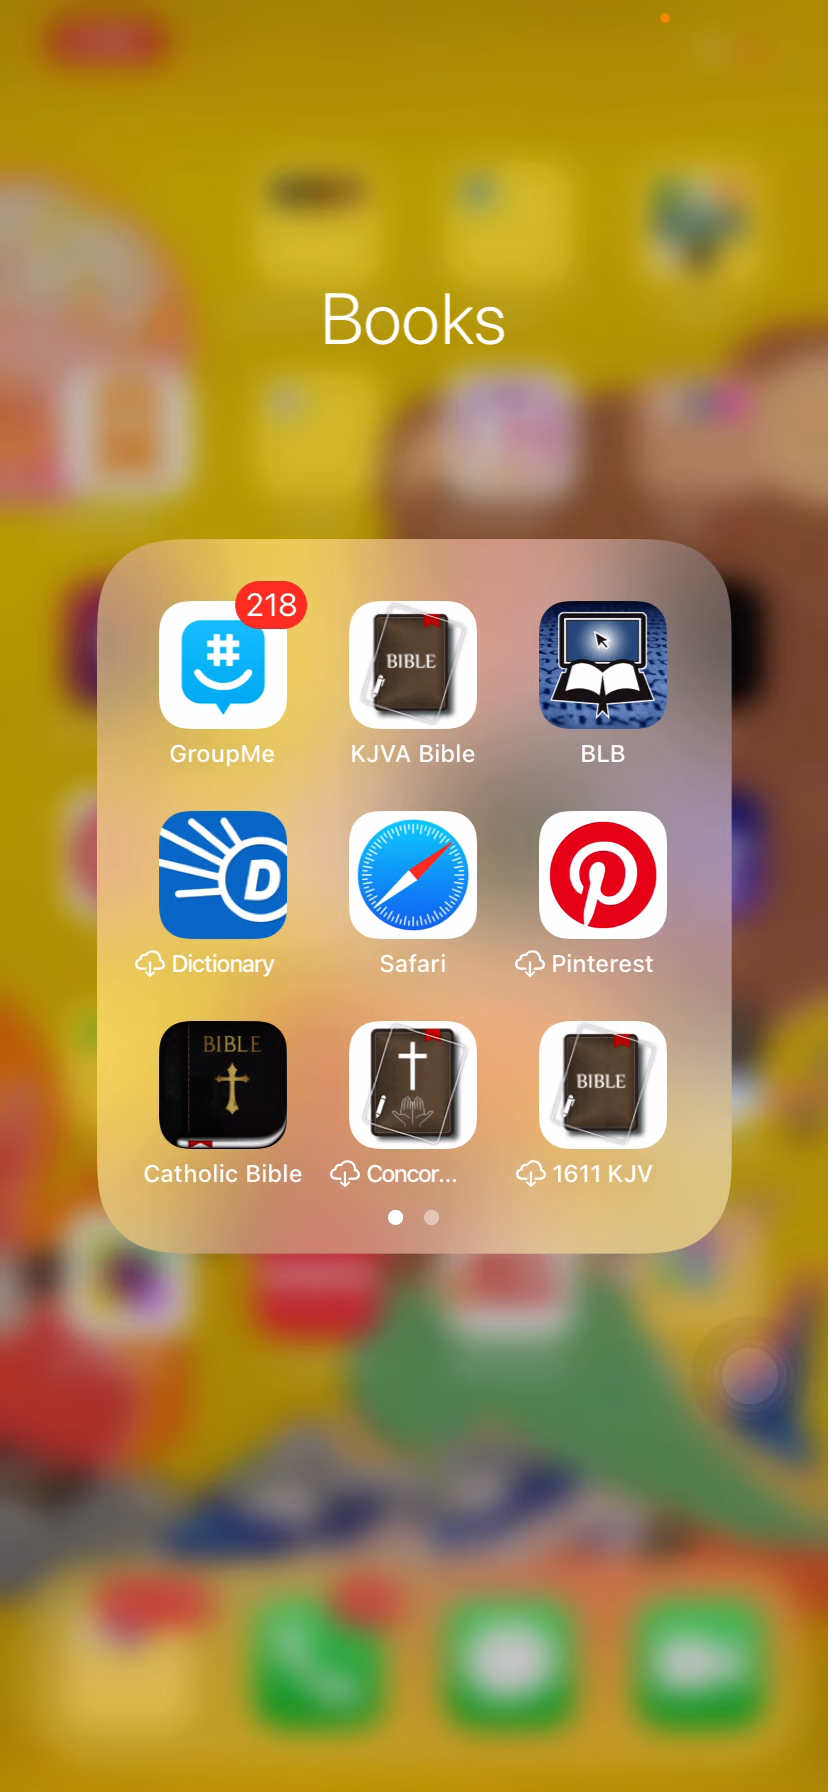 Books
218
BIBLE
GroupMe
KJVA Bible
BLB
D
Dictionary
Safari
Pinterest
BIBLE
BIBLE
Catholic Bible
Concor...
1611 KJV